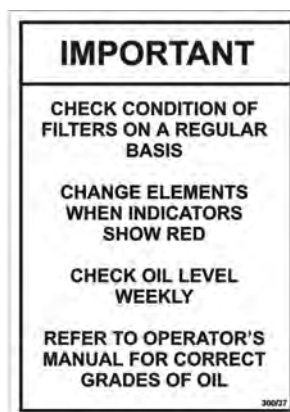 IMPORTANT
CHECK CONDITION OF
FILTERS ON A REGULAR
BASIS
CHANGE ELEMENTS
WHEN INDICATORS
SHOW RED
CHECK OIL LEVEL
WEEKLY
REFER TO OPERATOR'S
MANUAL FOR CORRECT
GRADES OF OIL
300/37